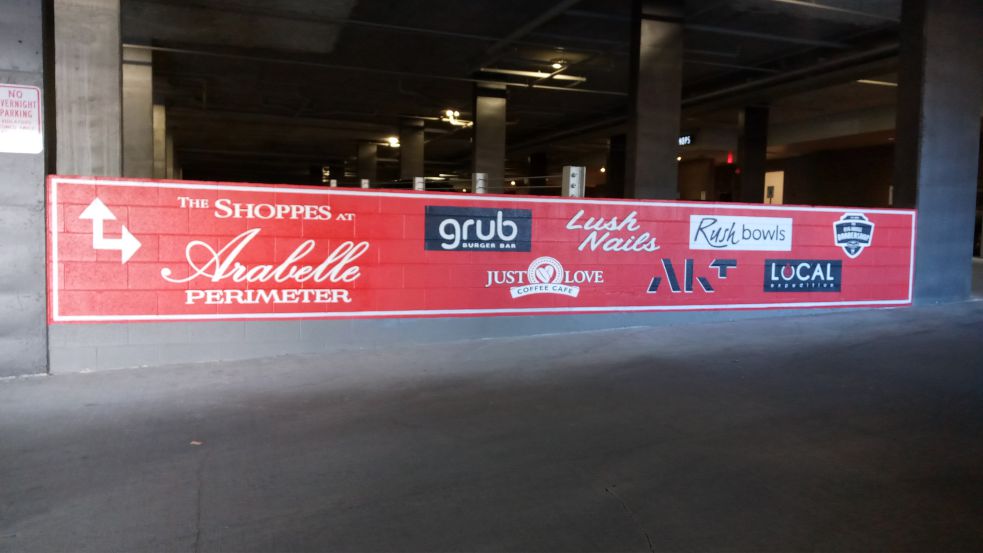 NO
OVERNIGHT
PARKING
THE SHOPPES AT
Arabelle
PERIMETER
grub
BURGER BAR
Lush
Nails
Rush bowls
BARBERSHOP
JUST LOVE
COFFEE CAFE
AKT
LOCAL
expedition